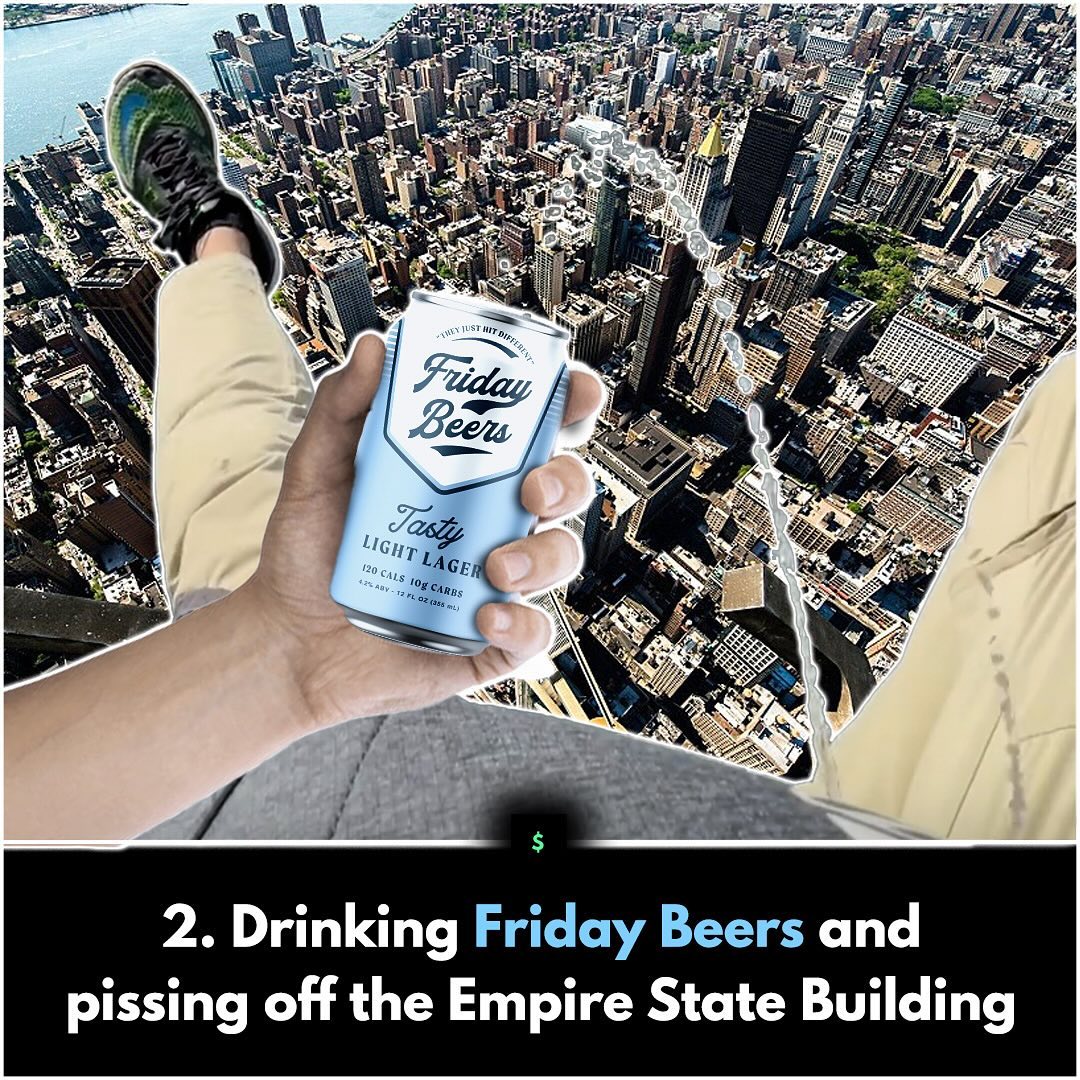 "THEY JUST HIT DIFFERENT"
Friday
Beers
Tasty
LIGHT LAGER
120 CALS 10g CARBS
4.2% ABV - 12 FL OZ (355 mL)
$
2. Drinking Friday Beers and
pissing off the Empire State Building